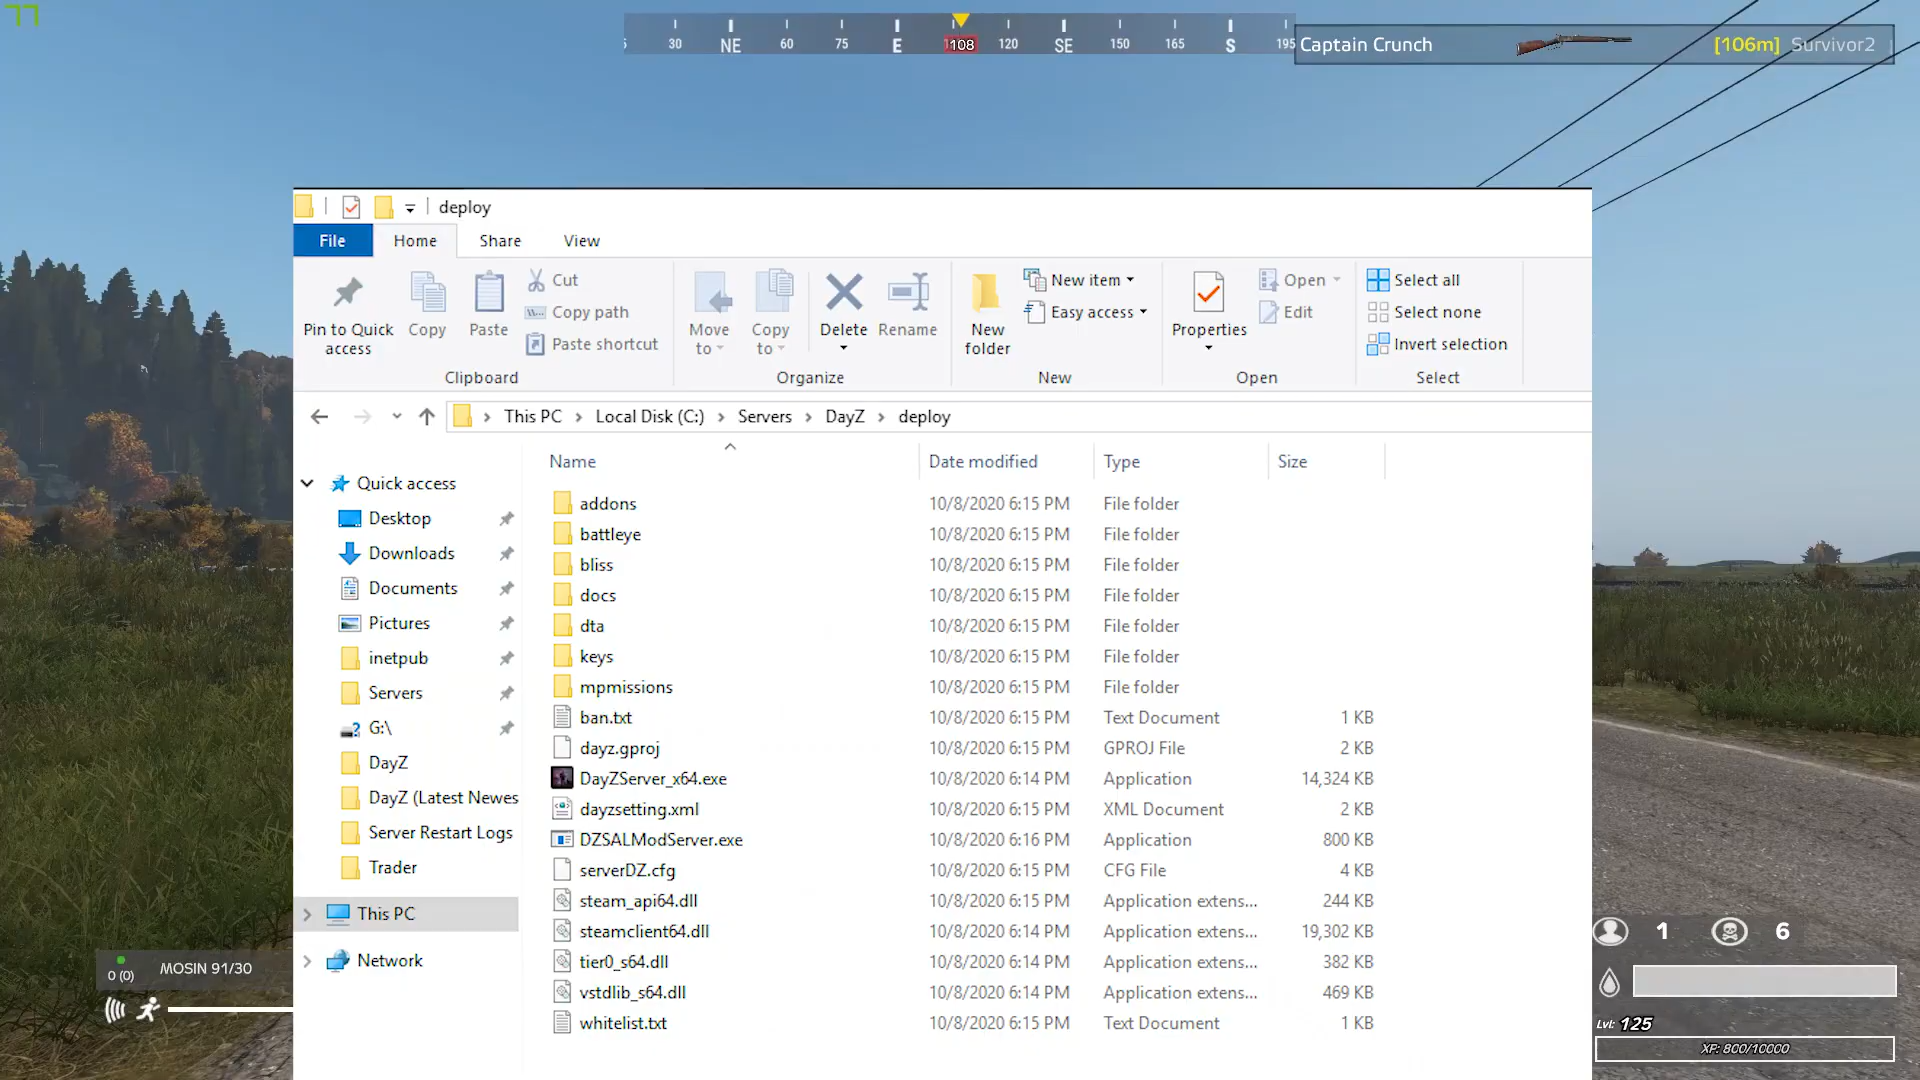 77
30 NE 60 75 E 108 120 SE 150 165 S 195
Captain Crunch [106m] Survivor2
deploy
File Home Share View
Pin to Quick access
Copy
Paste
Cut
Copy path
Paste shortcut
Clipboard
Move to
Copy to
Delete
Rename
Organize
New folder
New item
Easy access
New
Properties
Open
Edit
Open
Select all
Select none
Invert selection
Select
This PC > Local Disk (C:) > Servers > DayZ > deploy
Quick access
Desktop
Downloads
Documents
Pictures
inetpub
Servers
G:\
DayZ
DayZ (Latest Newes
Server Restart Logs
Trader
This PC
Network
Name Date modified Type Size
addons 10/8/2020 6:15 PM File folder
battleye 10/8/2020 6:15 PM File folder
bliss 10/8/2020 6:15 PM File folder
docs 10/8/2020 6:15 PM File folder
dta 10/8/2020 6:15 PM File folder
keys 10/8/2020 6:15 PM File folder
mpmissions 10/8/2020 6:15 PM File folder
ban.txt 10/8/2020 6:15 PM Text Document 1 KB
dayz.gproj 10/8/2020 6:15 PM GPROJ File 2 KB
DayZServer_x64.exe 10/8/2020 6:14 PM Application 14,324 KB
dayzsetting.xml 10/8/2020 6:15 PM XML Document 2 KB
DZSALModServer.exe 10/8/2020 6:16 PM Application 800 KB
serverDZ.cfg 10/8/2020 6:15 PM CFG File 4 KB
steam_api64.dll 10/8/2020 6:15 PM Application extens... 244 KB
steamclient64.dll 10/8/2020 6:14 PM Application extens... 19,302 KB
tier0_s64.dll 10/8/2020 6:14 PM Application extens... 382 KB
vstdlib_s64.dll 10/8/2020 6:14 PM Application extens... 469 KB
whitelist.txt 10/8/2020 6:15 PM Text Document 1 KB
0 (0) MOSIN 91/30
1 6
Lvl: 125
XP: 800/10000